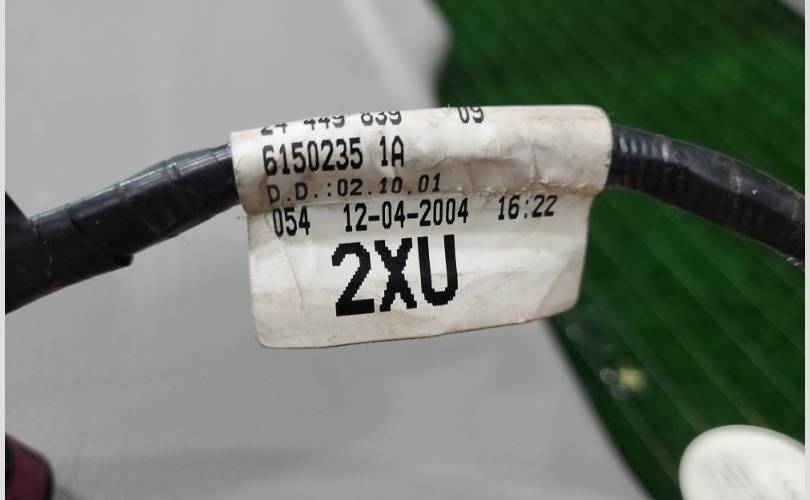 24 449 839 09
6150235 1A
D.D.:02.10.01
054 12-04-2004 16:22
2XU